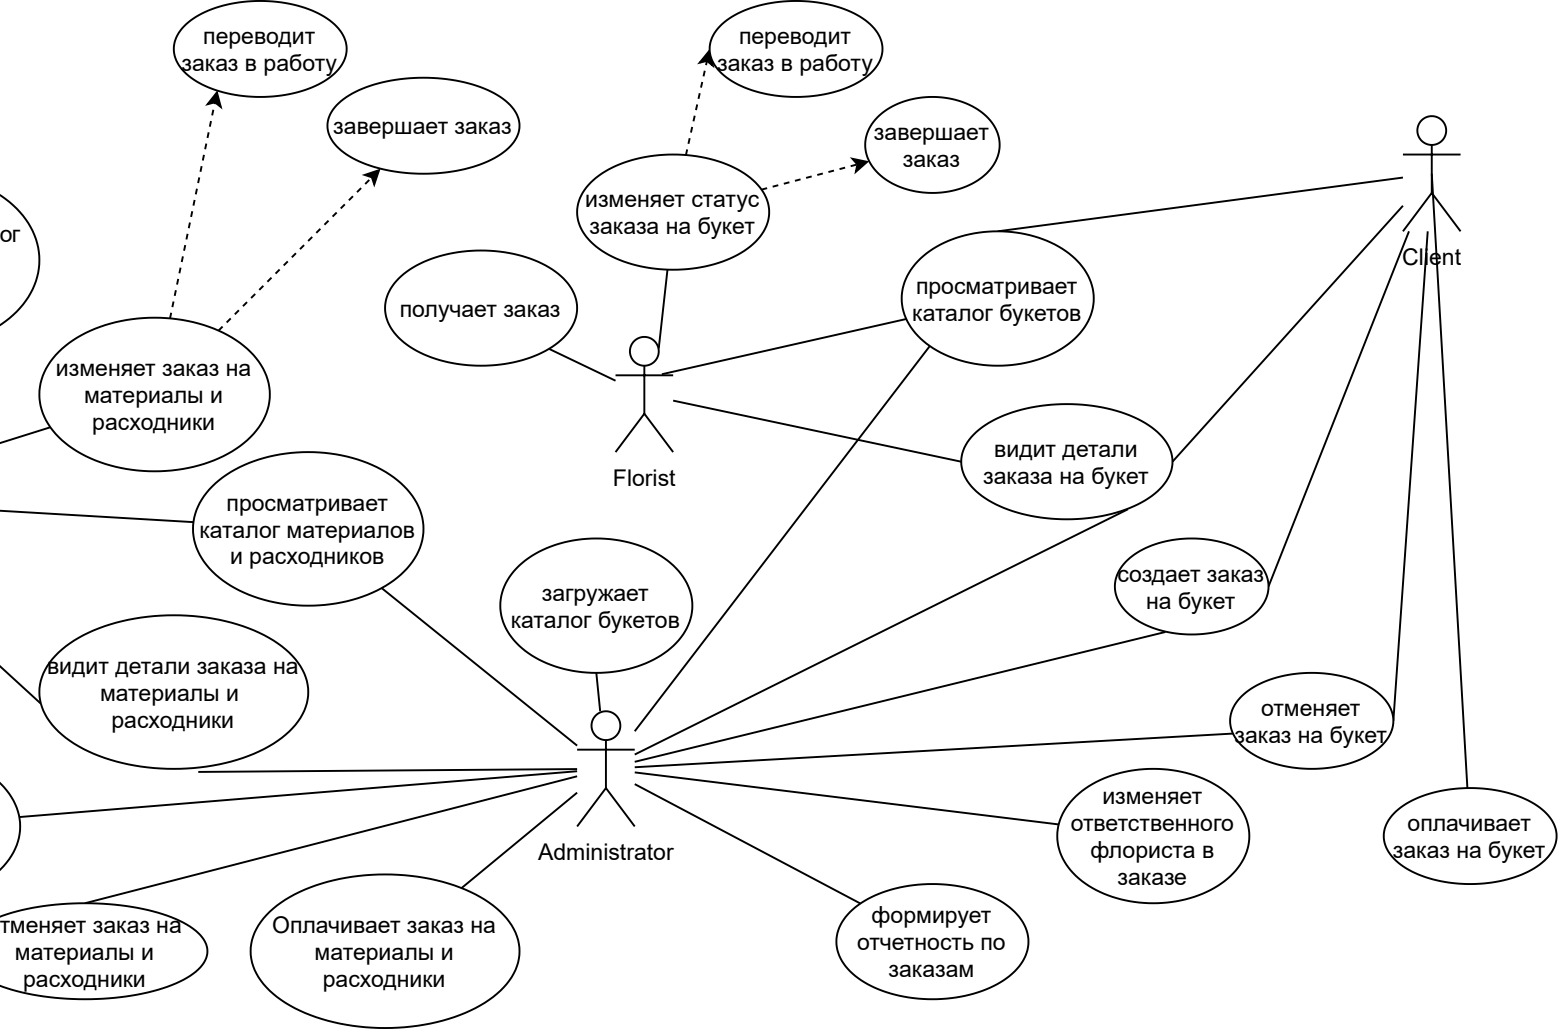 переводит
заказ в работу
переводит
заказ в работу
завершает заказ
завершает
заказ
изменяет статус
заказа на букет
ог
Client
получает заказ
просматривает
каталог букетов
изменяет заказ на
материалы и
расходники
Florist
видит детали
заказа на букет
просматривает
каталог материалов
и расходников
загружает
каталог букетов
создает заказ
на букет
видит детали заказа на
материалы и
расходники
отменяет
заказ на букет
изменяет
ответственного
флориста в
заказе
оплачивает
заказ на букет
Administrator
тменяет заказ на
материалы и
расходники
Оплачивает заказ на
материалы и
расходники
формирует
отчетность по
заказам